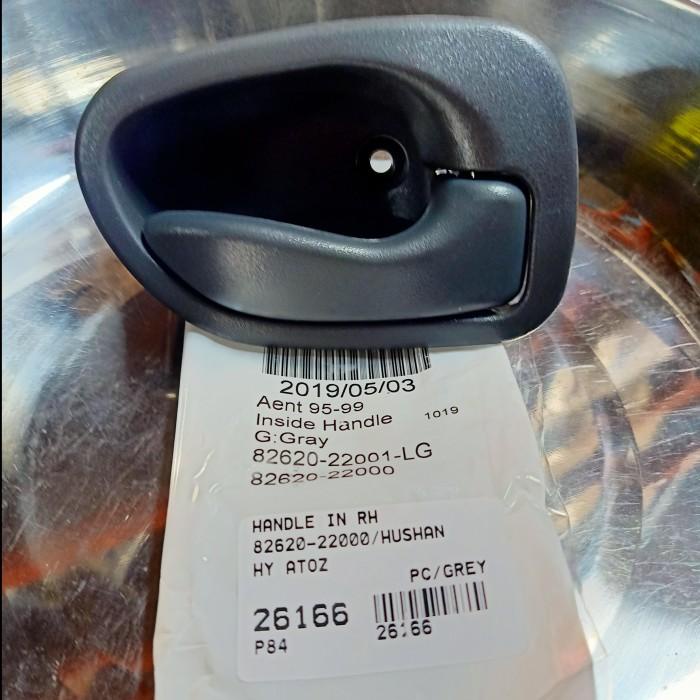 2019/05/03
Aent 95-99
Inside Handle 1019
G:Gray
82620-22001-LG
82620-22000
HANDLE IN RH
82620-22000/HUSHAN
HY ATOZ
PC/GREY
26166
26166
P84